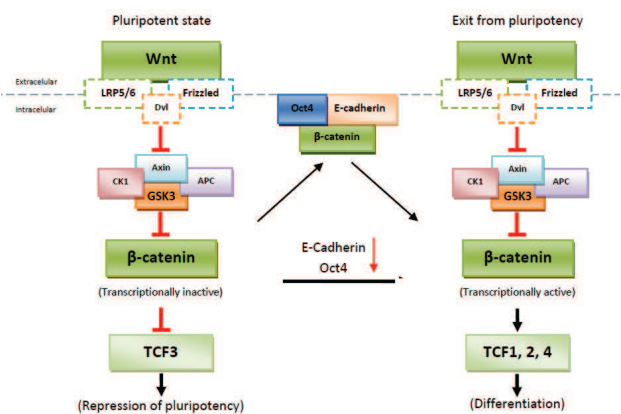 Pluripotent state
Exit from pluripotency
Wnt
Wnt
Extracelular
Intracelular
LRP5/6
Frizzled
Dvl
Oct4
E-cadherin
β-catenin
LRP5/6
Frizzled
Dvl
Axin
CK1
APC
GSK3
Axin
CK1
APC
GSK3
β-catenin
(Transcriptionally inactive)
E-Cadherin
Oct4
β-catenin
(Transcriptionally active)
TCF3
TCF1, 2, 4
(Repression of pluripotency)
(Differentiation)